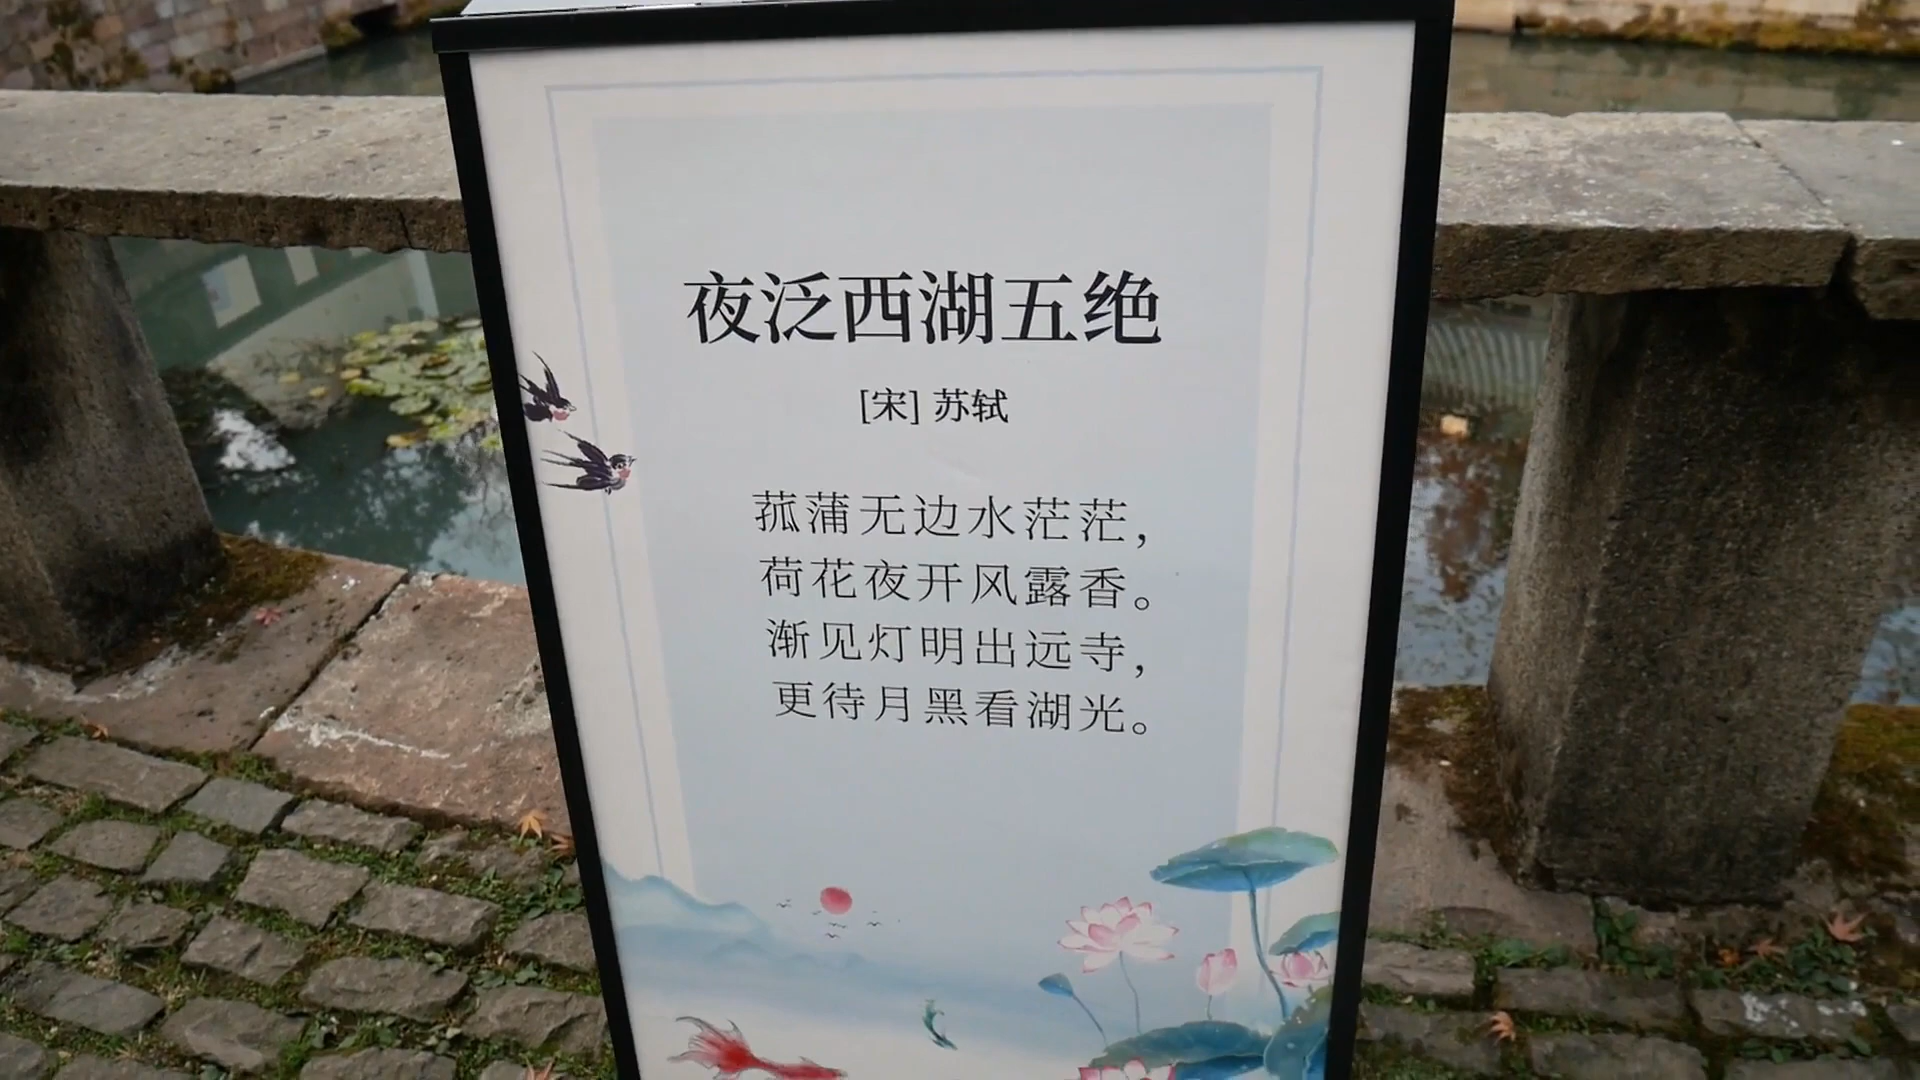 夜泛西湖五绝
[宋] 苏轼
菰蒲无边水茫茫，
荷花夜开风露香。
渐见灯明出远寺，
更待月黑看湖光。